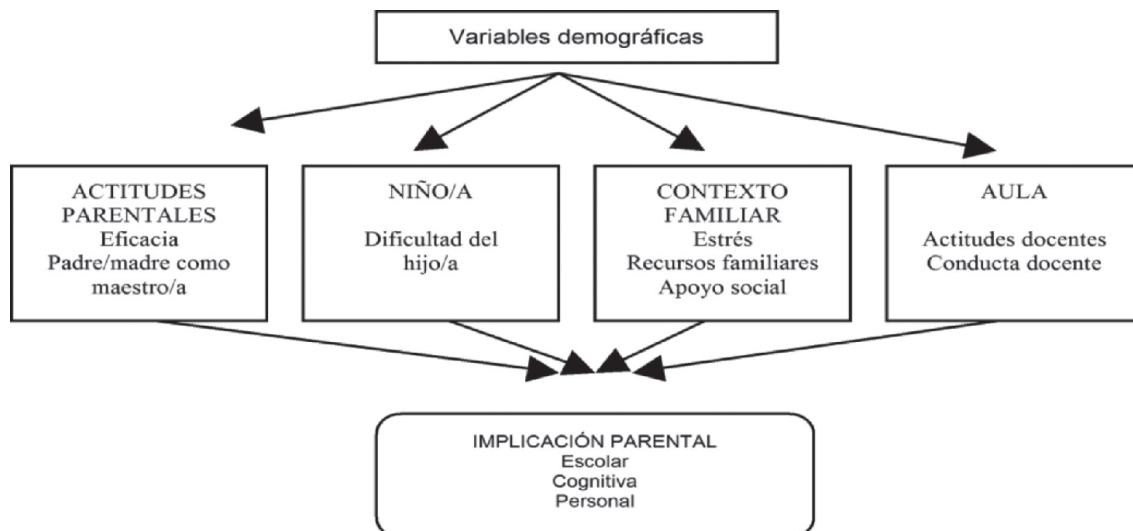 Variables demográficas
ACTITUDES
PARENTALES
Eficacia
Padre/madre como
maestro/a
NIÑO/A
Dificultad del
hijo/a
CONTEXTO
FAMILIAR
Estrés
Recursos familiares
Apoyo social
AULA
Actitudes docentes
Conducta docente
IMPLICACIÓN PARENTAL
Escolar
Cognitiva
Personal